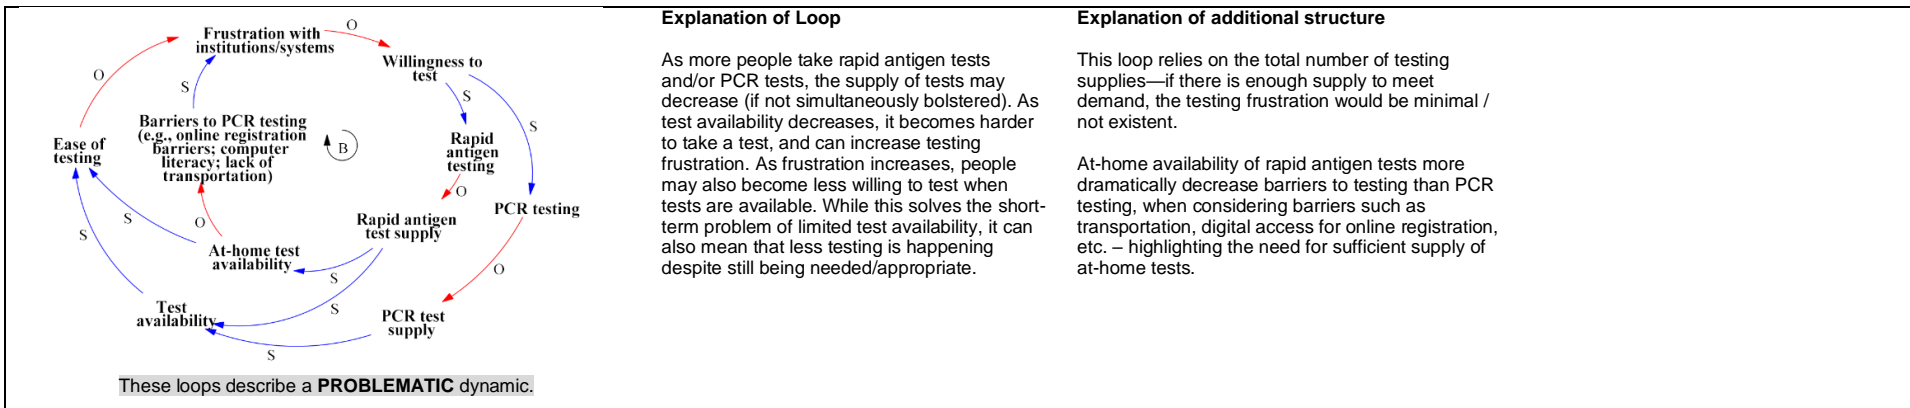 Frustration with
institutions/systems
O
Willingness to
test
O
S
S
S
Barriers to PCR testing
(e.g., online registration
barriers; computer
literacy; lack of
transportation)
B
Ease of
testing
Rapid
antigen
testing
O
PCR testing
S
O
Rapid antigen
test supply
S
At-home test
availability
S
O
S
Test
availability
PCR test
supply
S
These loops describe a PROBLEMATIC dynamic.
Explanation of Loop
As more people take rapid antigen tests
and/or PCR tests, the supply of tests may
decrease (if not simultaneously bolstered). As
test availability decreases, it becomes harder
to take a test, and can increase testing
frustration. As frustration increases, people
may also become less willing to test when
tests are available. While this solves the short-
term problem of limited test availability, it can
also mean that less testing is happening
despite still being needed/appropriate.
Explanation of additional structure
This loop relies on the total number of testing
supplies—if there is enough supply to meet
demand, the testing frustration would be minimal /
not existent.
At-home availability of rapid antigen tests more
dramatically decrease barriers to testing than PCR
testing, when considering barriers such as
transportation, digital access for online registration,
etc. – highlighting the need for sufficient supply of
at-home tests.